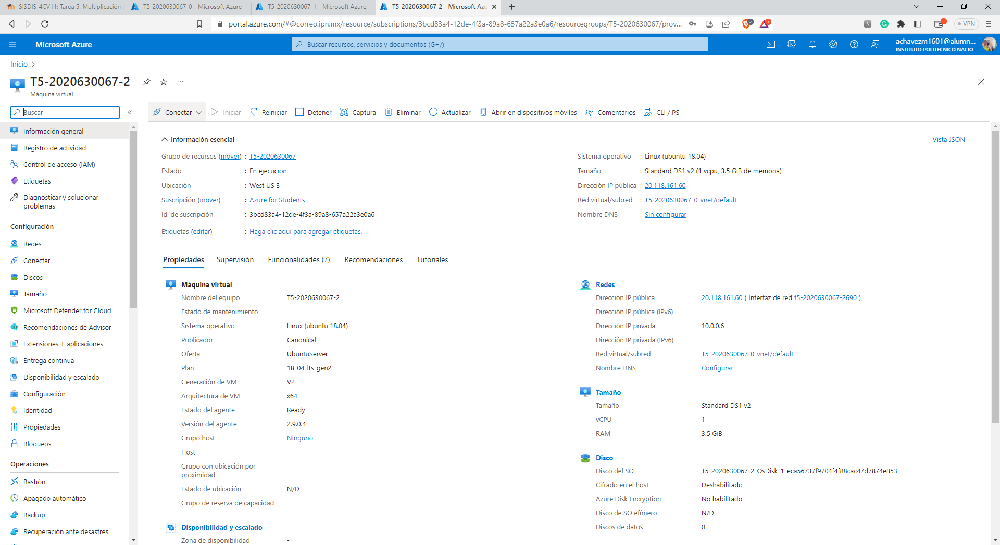 SISDIS-4CV11: Tarea 5. Multiplicación
T5-2020630067-0 - Microsoft Azure
T5-2020630067-1 - Microsoft Azure
T5-2020630067-2 - Microsoft Azu
portal.azure.com/#@correo.ipn.mx/resource/subscriptions/3bcd83a4-12de-4f3a-89a8-657a22a3e0a6/resourcegroups/T5-2020630067/prov...
2
3
VPN
Microsoft Azure
Buscar recursos, servicios y documentos (G+/)
achavezm1601@alumn...
INSTITUTO POLITECNICO NACIO...
Inicio
T5-2020630067-2
Máquina virtual
Buscar
Conectar
Iniciar
Reiniciar
Detener
Captura
Eliminar
Actualizar
Abrir en dispositivos móviles
Comentarios
CLI / PS
Información general
Registro de actividad
Control de acceso (IAM)
Etiquetas
Diagnosticar y solucionar
problemas
Configuración
Redes
Conectar
Discos
Tamaño
Microsoft Defender for Cloud
Recomendaciones de Advisor
Extensiones + aplicaciones
Entrega continua
Disponibilidad y escalado
Configuración
Identidad
Propiedades
Bloqueos
Operaciones
Bastión
Apagado automático
Backup
Recuperación ante desastres
Información esencial
Vista JSON
Grupo de recursos (mover) : T5-2020630067
Estado : En ejecución
Ubicación : West US 3
Suscripción (mover) : Azure for Students
Id. de suscripción : 3bcd83a4-12de-4f3a-89a8-657a22a3e0a6
Etiquetas (editar) : Haga clic aquí para agregar etiquetas.
Sistema operativo : Linux (ubuntu 18.04)
Tamaño : Standard DS1 v2 (1 vcpu, 3.5 GiB de memoria)
Dirección IP pública : 20.118.161.60
Red virtual/subred : T5-2020630067-0-vnet/default
Nombre DNS : Sin configurar
Propiedades
Supervisión
Funcionalidades (7)
Recomendaciones
Tutoriales
Máquina virtual
Nombre del equipo T5-2020630067-2
Estado de mantenimiento -
Sistema operativo Linux (ubuntu 18.04)
Publicador Canonical
Oferta UbuntuServer
Plan 18_04-lts-gen2
Generación de VM V2
Arquitectura de VM x64
Estado del agente Ready
Versión del agente 2.9.0.4
Grupo host Ninguno
Host -
Grupo con ubicación por -
proximidad
Estado de ubicación N/D
Grupo de reserva de capacidad -
Disponibilidad y escalado
Zona de disponibilidad -
Redes
Dirección IP pública 20.118.161.60 ( Interfaz de red t5-2020630067-2690 )
Dirección IP pública (IPv6) -
Dirección IP privada 10.0.0.6
Dirección IP privada (IPv6) -
Red virtual/subred T5-2020630067-0-vnet/default
Nombre DNS Configurar
Tamaño
Tamaño Standard DS1 v2
vCPU 1
RAM 3.5 GiB
Disco
Disco del SO T5-2020630067-2_OsDisk_1_eca56737f9704f4f88cac47d7874e853
Cifrado en el host Deshabilitado
Azure Disk Encryption No habilitado
Disco de SO efímero N/D
Discos de datos 0